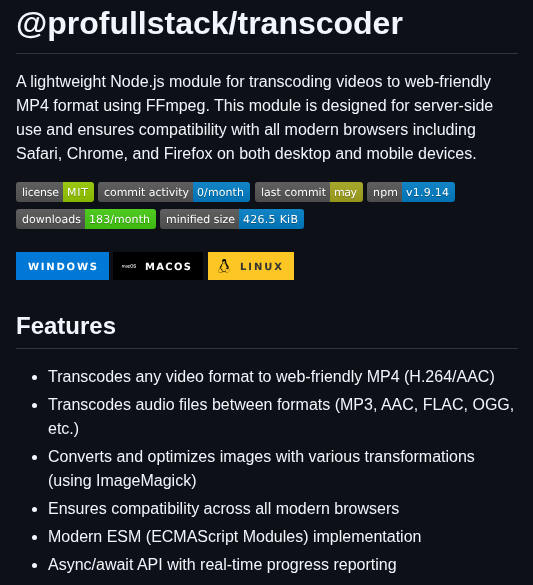 @profullstack/transcoder
A lightweight Node.js module for transcoding videos to web-friendly
MP4 format using FFmpeg. This module is designed for server-side
use and ensures compatibility with all modern browsers including
Safari, Chrome, and Firefox on both desktop and mobile devices.
license MIT commit activity 0/month last commit may npm v1.9.14
downloads 183/month minified size 426.5 KiB
WINDOWS macOS MACOS LINUX
Features
• Transcodes any video format to web-friendly MP4 (H.264/AAC)
• Transcodes audio files between formats (MP3, AAC, FLAC, OGG,
etc.)
• Converts and optimizes images with various transformations
(using ImageMagick)
• Ensures compatibility across all modern browsers
• Modern ESM (ECMAScript Modules) implementation
• Async/await API with real-time progress reporting